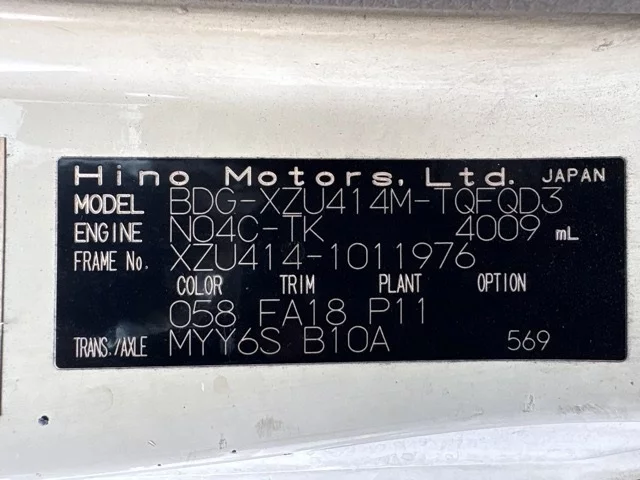 Hino Motors, Ltd. JAPAN
MODEL BDG-XZU414M-TQFQD3
ENGINE N04C-TK 4009 mL
FRAME No. XZU414-1011976
COLOR TRIM PLANT OPTION
058 FA18 P11
TRANS./AXLE MYY6S B10A 569